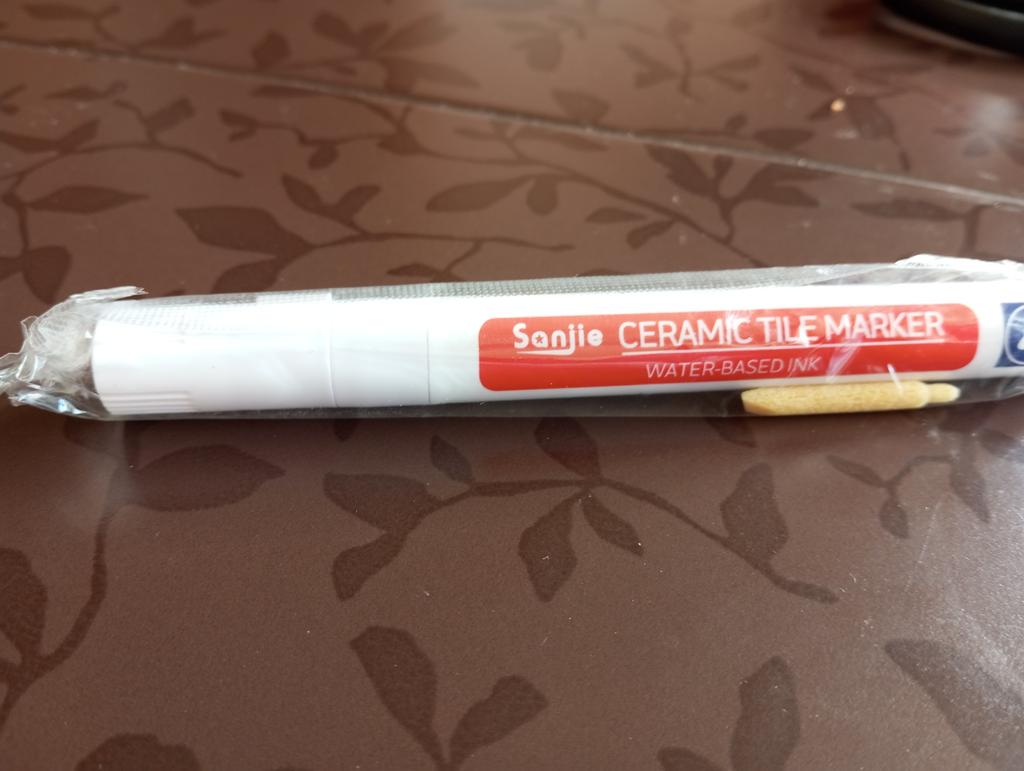 Sanjie CERAMIC TILE MARKER
WATER-BASED INK